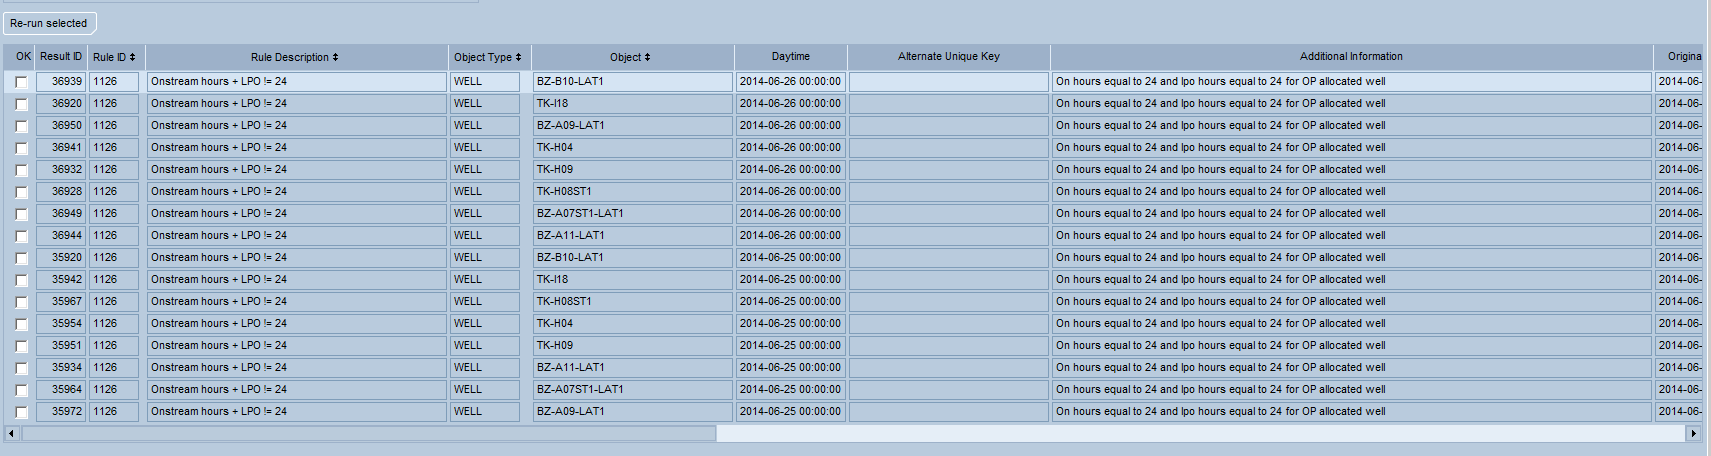 Re-run selected
OK Result ID Rule ID Rule Description Object Type Object Daytime Alternate Unique Key Additional Information Origina
36939 1126 Onstream hours + LPO != 24 WELL BZ-B10-LAT1 2014-06-26 00:00:00 On hours equal to 24 and lpo hours equal to 24 for OP allocated well 2014-06-
36920 1126 Onstream hours + LPO != 24 WELL TK-I18 2014-06-26 00:00:00 On hours equal to 24 and lpo hours equal to 24 for OP allocated well 2014-06-
36950 1126 Onstream hours + LPO != 24 WELL BZ-A09-LAT1 2014-06-26 00:00:00 On hours equal to 24 and lpo hours equal to 24 for OP allocated well 2014-06-
36941 1126 Onstream hours + LPO != 24 WELL TK-H04 2014-06-26 00:00:00 On hours equal to 24 and lpo hours equal to 24 for OP allocated well 2014-06-
36932 1126 Onstream hours + LPO != 24 WELL TK-H09 2014-06-26 00:00:00 On hours equal to 24 and lpo hours equal to 24 for OP allocated well 2014-06-
36928 1126 Onstream hours + LPO != 24 WELL TK-H08ST1 2014-06-26 00:00:00 On hours equal to 24 and lpo hours equal to 24 for OP allocated well 2014-06-
36949 1126 Onstream hours + LPO != 24 WELL BZ-A07ST1-LAT1 2014-06-26 00:00:00 On hours equal to 24 and lpo hours equal to 24 for OP allocated well 2014-06-
36944 1126 Onstream hours + LPO != 24 WELL BZ-A11-LAT1 2014-06-26 00:00:00 On hours equal to 24 and lpo hours equal to 24 for OP allocated well 2014-06-
35920 1126 Onstream hours + LPO != 24 WELL BZ-B10-LAT1 2014-06-25 00:00:00 On hours equal to 24 and lpo hours equal to 24 for OP allocated well 2014-06-
35942 1126 Onstream hours + LPO != 24 WELL TK-I18 2014-06-25 00:00:00 On hours equal to 24 and lpo hours equal to 24 for OP allocated well 2014-06-
35967 1126 Onstream hours + LPO != 24 WELL TK-H08ST1 2014-06-25 00:00:00 On hours equal to 24 and lpo hours equal to 24 for OP allocated well 2014-06-
35954 1126 Onstream hours + LPO != 24 WELL TK-H04 2014-06-25 00:00:00 On hours equal to 24 and lpo hours equal to 24 for OP allocated well 2014-06-
35951 1126 Onstream hours + LPO != 24 WELL TK-H09 2014-06-25 00:00:00 On hours equal to 24 and lpo hours equal to 24 for OP allocated well 2014-06-
35934 1126 Onstream hours + LPO != 24 WELL BZ-A11-LAT1 2014-06-25 00:00:00 On hours equal to 24 and lpo hours equal to 24 for OP allocated well 2014-06-
35964 1126 Onstream hours + LPO != 24 WELL BZ-A07ST1-LAT1 2014-06-25 00:00:00 On hours equal to 24 and lpo hours equal to 24 for OP allocated well 2014-06-
35972 1126 Onstream hours + LPO != 24 WELL BZ-A09-LAT1 2014-06-25 00:00:00 On hours equal to 24 and lpo hours equal to 24 for OP allocated well 2014-06-